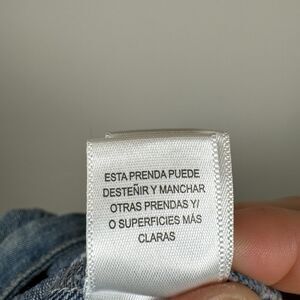 ESTA PRENDA PUEDE
DESTEÑIR Y MANCHAR
OTRAS PRENDAS Y/
O SUPERFICIES MÁS
CLARAS